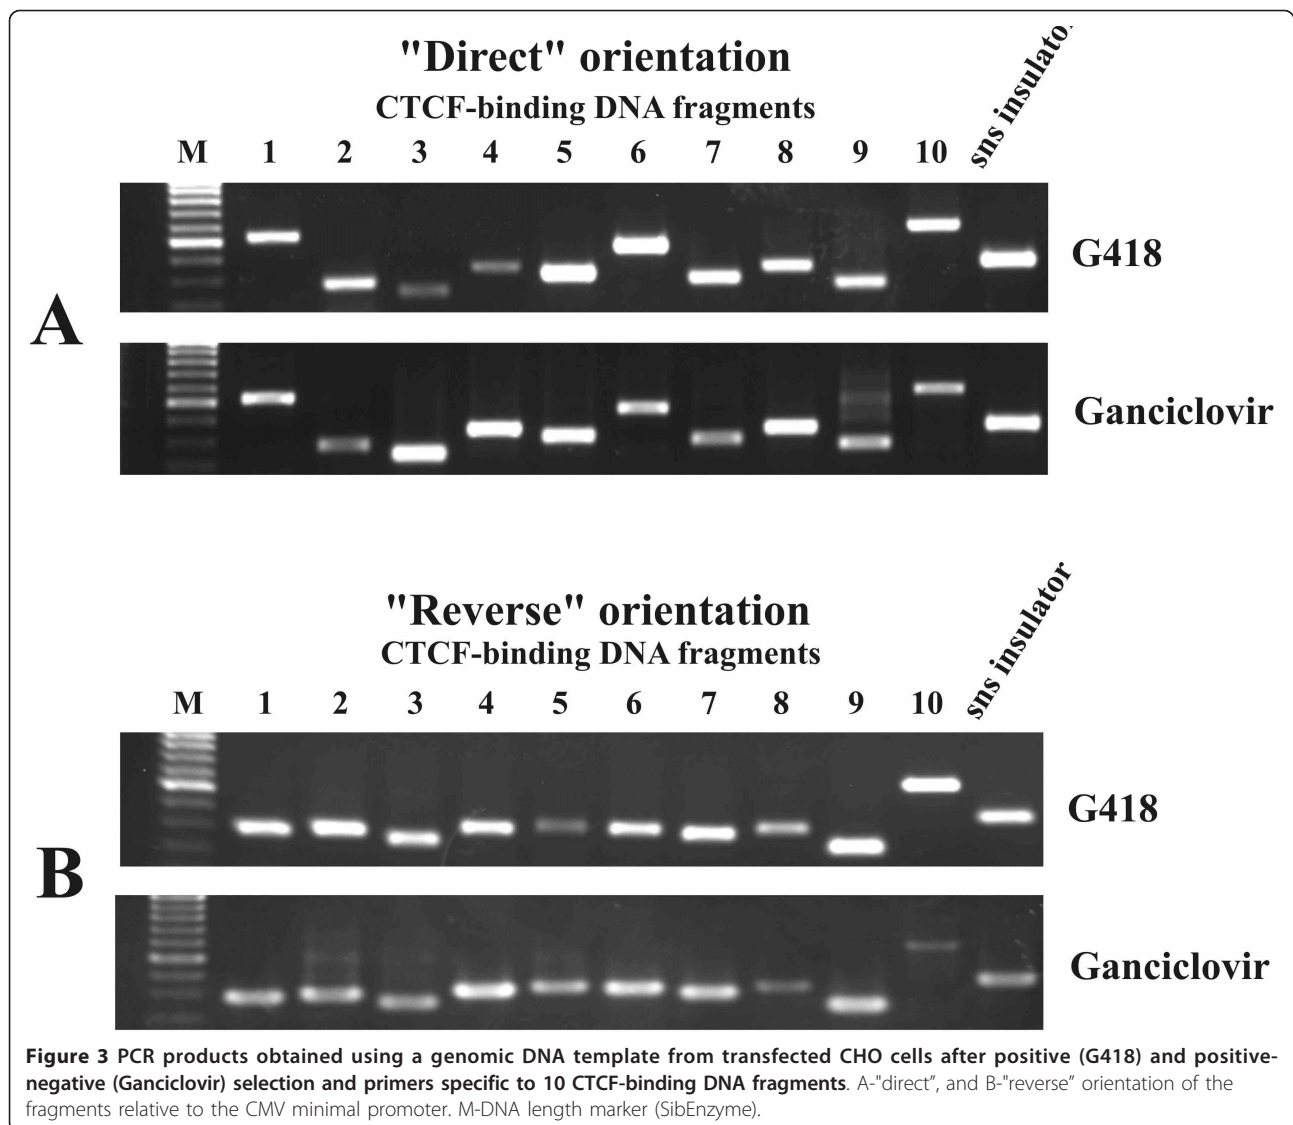 "Direct" orientation
CTCF-binding DNA fragments
sns insulator
M 1 2 3 4 5 6 7 8 9 10
G418
A
Ganciclovir
"Reverse" orientation
CTCF-binding DNA fragments
sns insulator
M 1 2 3 4 5 6 7 8 9 10
G418
B
Ganciclovir
Figure 3 PCR products obtained using a genomic DNA template from transfected CHO cells after positive (G418) and positive-
negative (Ganciclovir) selection and primers specific to 10 CTCF-binding DNA fragments. A-"direct”, and B-"reverse” orientation of the
fragments relative to the CMV minimal promoter. M-DNA length marker (SibEnzyme).